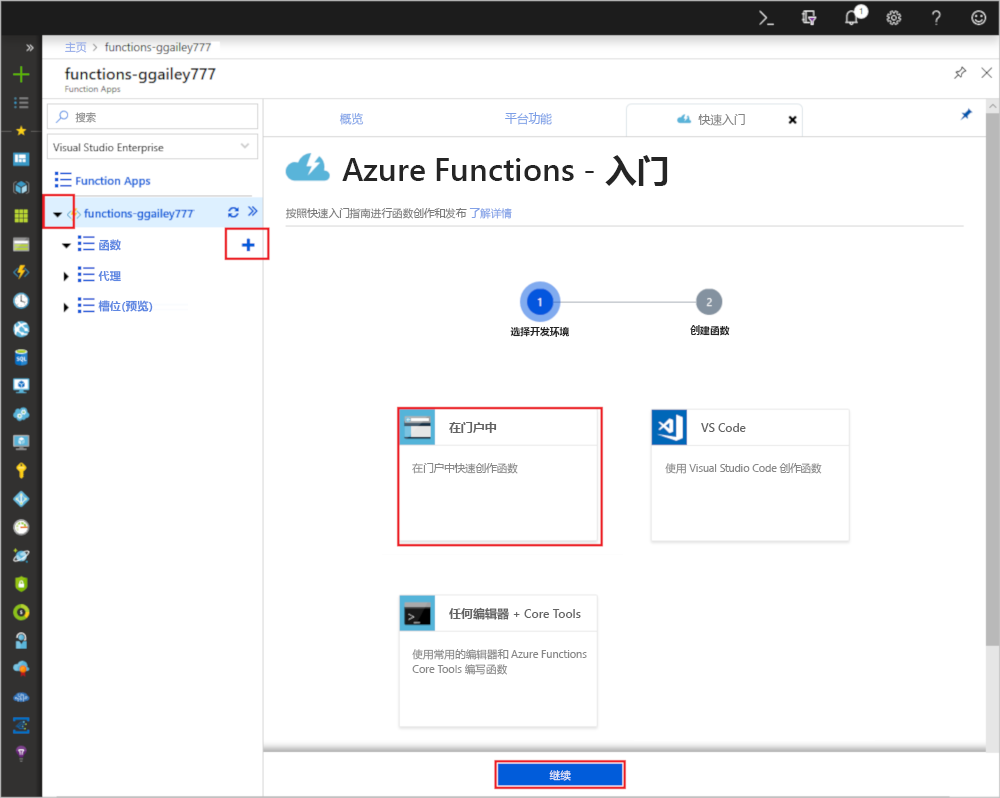 1
主页 > functions-ggailey777
functions-ggailey777
Function Apps
搜索
Visual Studio Enterprise
Function Apps
functions-ggailey777
函数
代理
槽位(预览)
概览
平台功能
快速入门
Azure Functions - 入门
按照快速入门指南进行函数创作和发布 了解详情
1
2
选择开发环境
创建函数
在门户中
在门户中快速创作函数
VS Code
使用 Visual Studio Code 创作函数
任何编辑器 + Core Tools
使用常用的编辑器和 Azure Functions
Core Tools 编写函数
继续